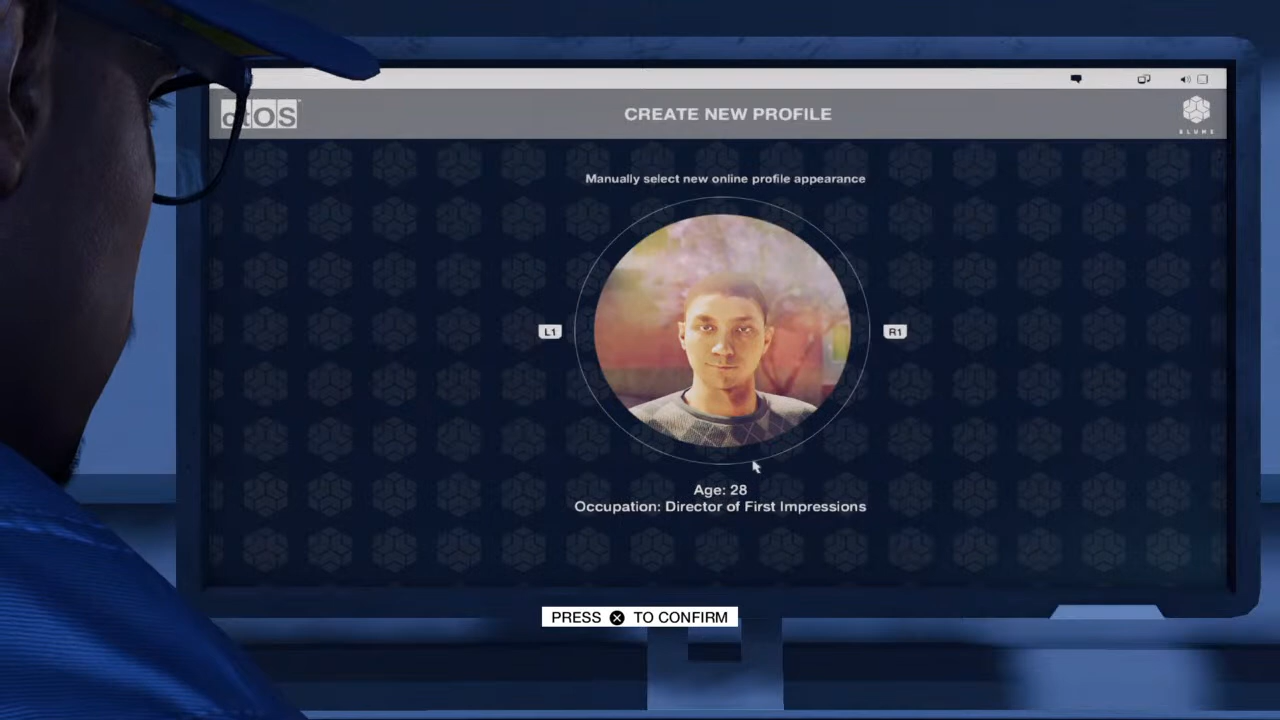 ctOS
CREATE NEW PROFILE
BLUME
Manually select new online profile appearance
L1
R1
Age: 28
Occupation: Director of First Impressions
PRESS TO CONFIRM